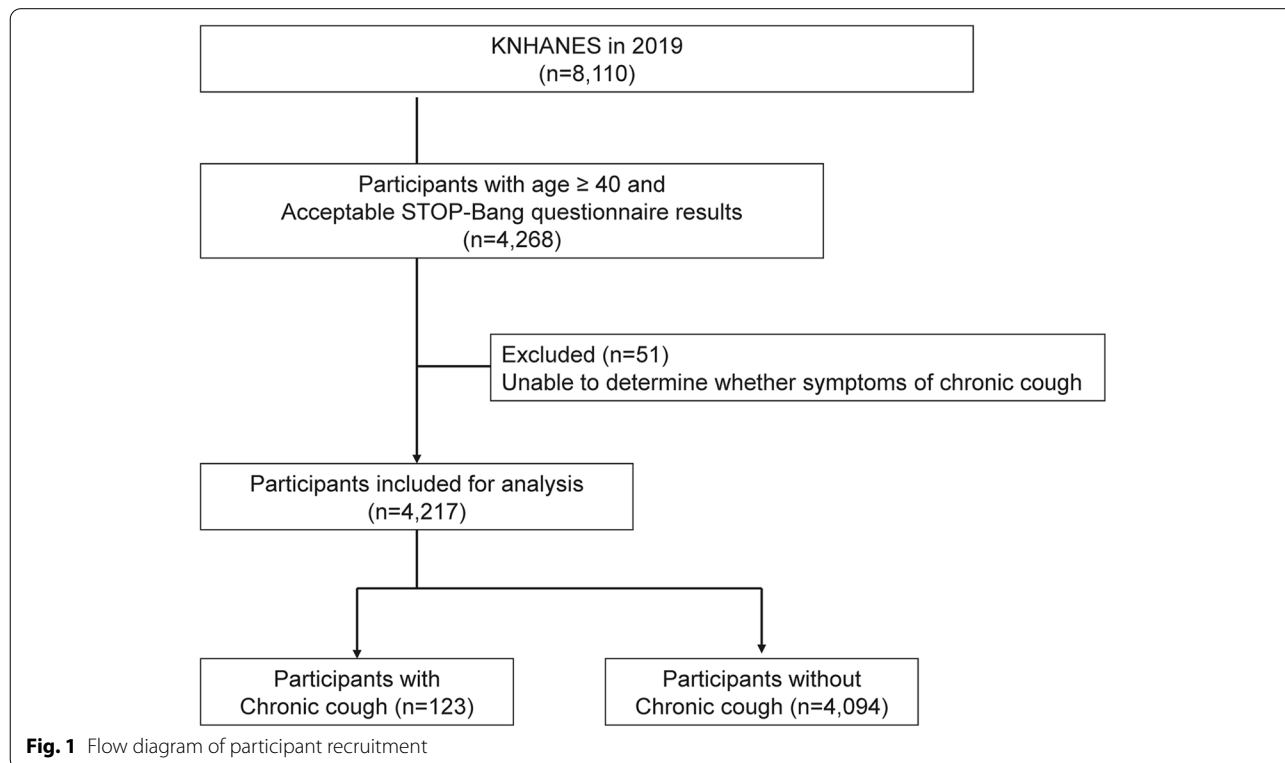 KNHANES in 2019
(n=8,110)
Participants with age ≥ 40 and
Acceptable STOP-Bang questionnaire results
(n=4,268)
Excluded (n=51)
Unable to determine whether symptoms of chronic cough
Participants included for analysis
(n=4,217)
Participants with
Chronic cough (n=123)
Participants without
Chronic cough (n=4,094)
Fig. 1 Flow diagram of participant recruitment